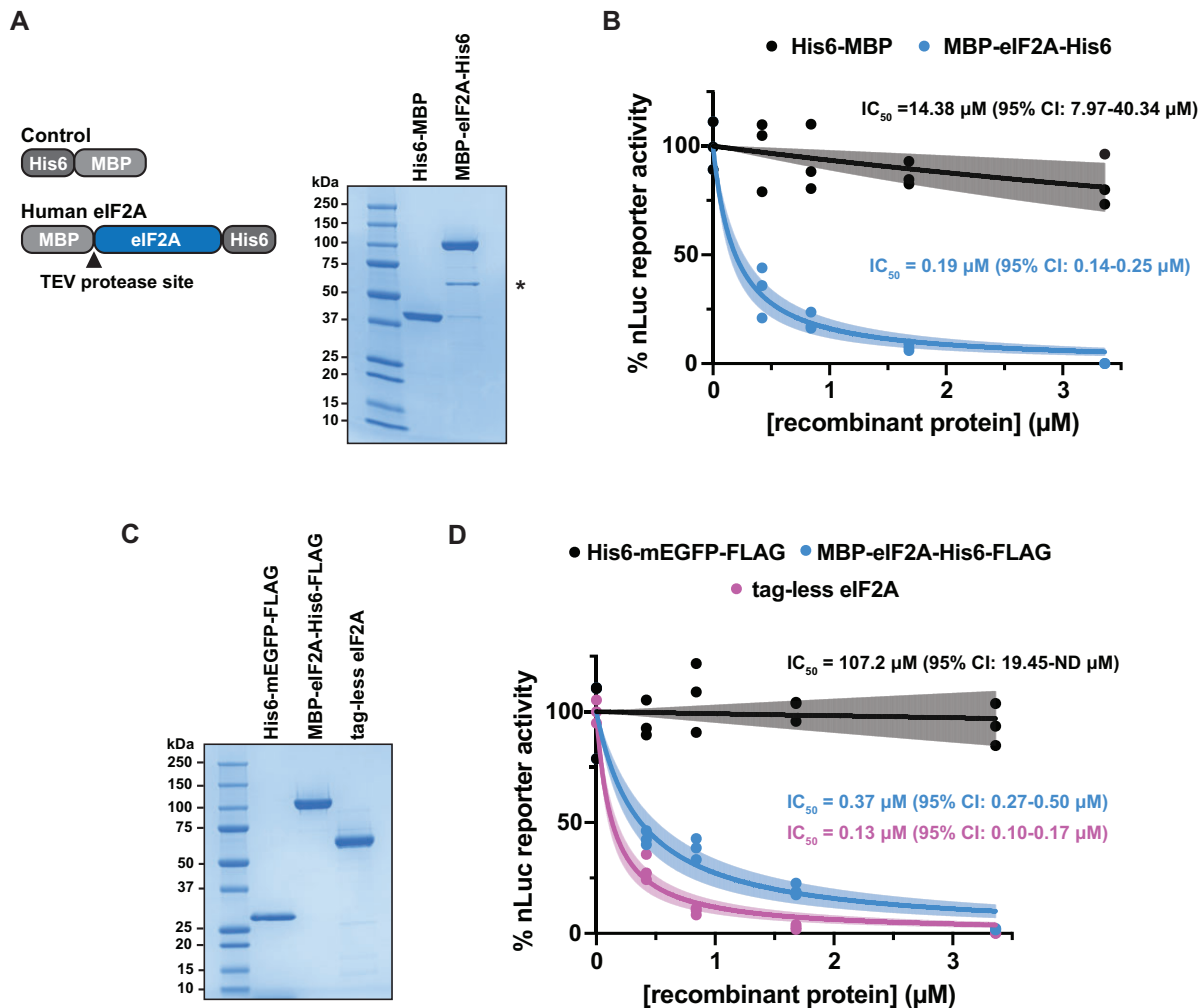 A
Control
His6 MBP
Human eIF2A
MBP eIF2A His6
TEV protease site
His6-MBP
MBP-eIF2A-His6
kDa
250
150
100
75
50
37
25
20
15
10
*
B
His6-MBP MBP-eIF2A-His6
% nLuc reporter activity
100
50
0
IC50 =14.38 µM (95% CI: 7.97-40.34 µM)
IC50 = 0.19 µM (95% CI: 0.14-0.25 µM)
0 1 2 3
[recombinant protein] (µM)
C
His6-mEGFP-FLAG
MBP-eIF2A-His6-FLAG
tag-less eIF2A
kDa
250
150
100
75
50
37
25
20
15
10
D
His6-mEGFP-FLAG MBP-eIF2A-His6-FLAG
tag-less eIF2A
% nLuc reporter activity
100
50
0
IC50 = 107.2 µM (95% CI: 19.45-ND µM)
IC50 = 0.37 µM (95% CI: 0.27-0.50 µM)
IC50 = 0.13 µM (95% CI: 0.10-0.17 µM)
0 1 2 3
[recombinant protein] (µM)